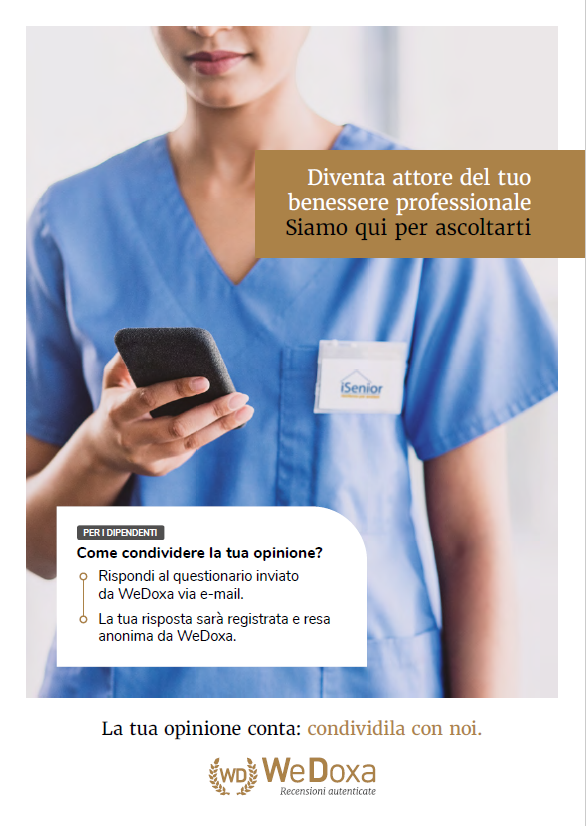 Diventa attore del tuo
benessere professionale
Siamo qui per ascoltarti
iSenior
PER I DIPENDENTI
Come condividere la tua opinione?
Rispondi al questionario inviato
da WeDoxa via e-mail.
La tua risposta sarà registrata e resa
anonima da WeDoxa.
La tua opinione conta: condividila con noi.
WD WeDoxa
Recensioni autenticate